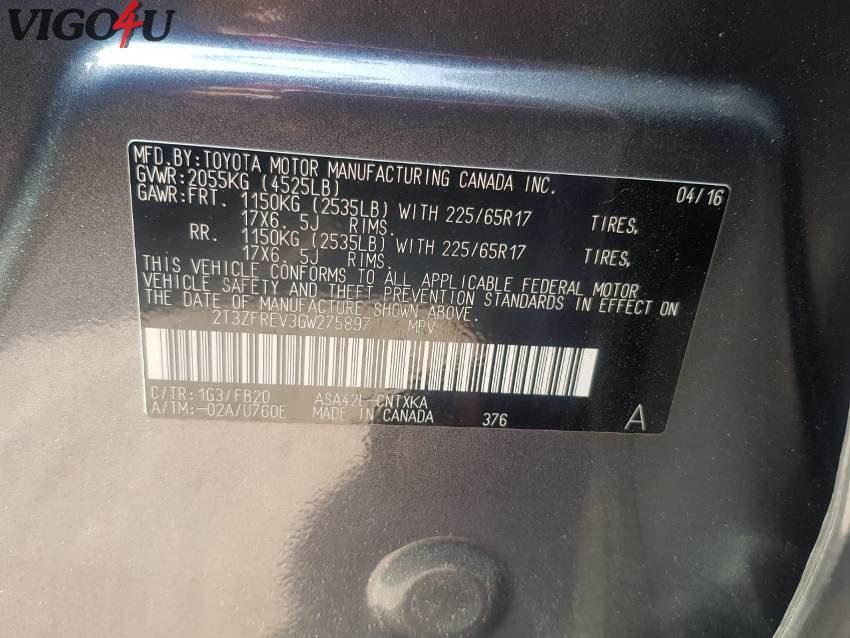 VIGO4U
MFD.BY:TOYOTA MOTOR MANUFACTURING CANADA INC.
GVWR:2055KG (4525LB) 04/16
GAWR:FRT. 1150KG (2535LB) WITH 225/65R17 TIRES,
17X6. 5J RIMS.
RR. 1150KG (2535LB) WITH 225/65R17 TIRES,
17X6. 5J RIMS.
THIS VEHICLE CONFORMS TO ALL APPLICABLE FEDERAL MOTOR
VEHICLE SAFETY AND THEFT PREVENTION STANDARDS IN EFFECT ON
THE DATE OF MANUFACTURE SHOWN ABOVE.
2T3ZFREV3GW275897 MPV
C/TR:1G3/FB20 ASA42L-CNTXKA
A/TM:-02A/U760E MADE IN CANADA 376 A